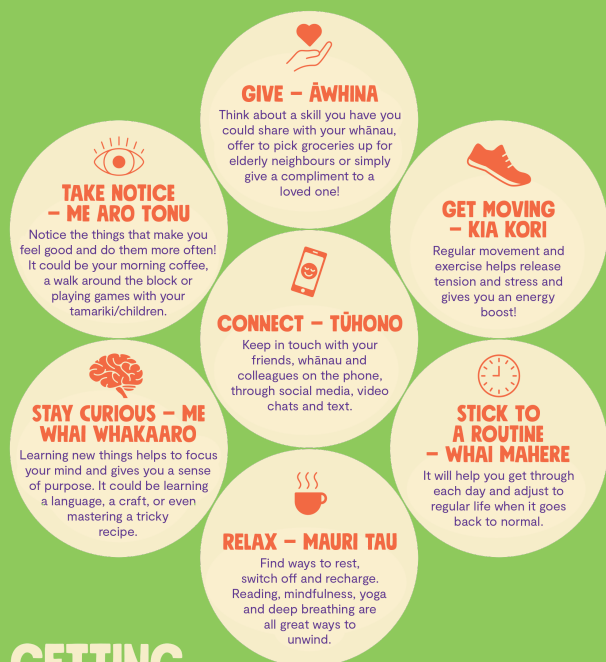 GIVE – ĀWHINA
Think about a skill you have you
could share with your whānau,
offer to pick groceries up for
elderly neighbours or simply
give a compliment to a
loved one!
TAKE NOTICE
– ME ARO TONU
Notice the things that make you
feel good and do them more often!
It could be your morning coffee,
a walk around the block or
playing games with your
tamariki/children.
GET MOVING
– KIA KORI
Regular movement and
exercise helps release
tension and stress and
gives you an energy
boost!
CONNECT – TŪHONO
Keep in touch with your
friends, whānau and
colleagues on the phone,
through social media, video
chats and text.
STAY CURIOUS – ME
WHAI WHAKAARO
Learning new things helps to focus
your mind and gives you a sense
of purpose. It could be learning
a language, a craft, or even
mastering a tricky
recipe.
STICK TO
A ROUTINE
– WHAI MAHERE
It will help you get through
each day and adjust to
regular life when it goes
back to normal.
RELAX – MAURI TAU
Find ways to rest,
switch off and recharge.
Reading, mindfulness, yoga
and deep breathing are
all great ways to
unwind.
GETTING